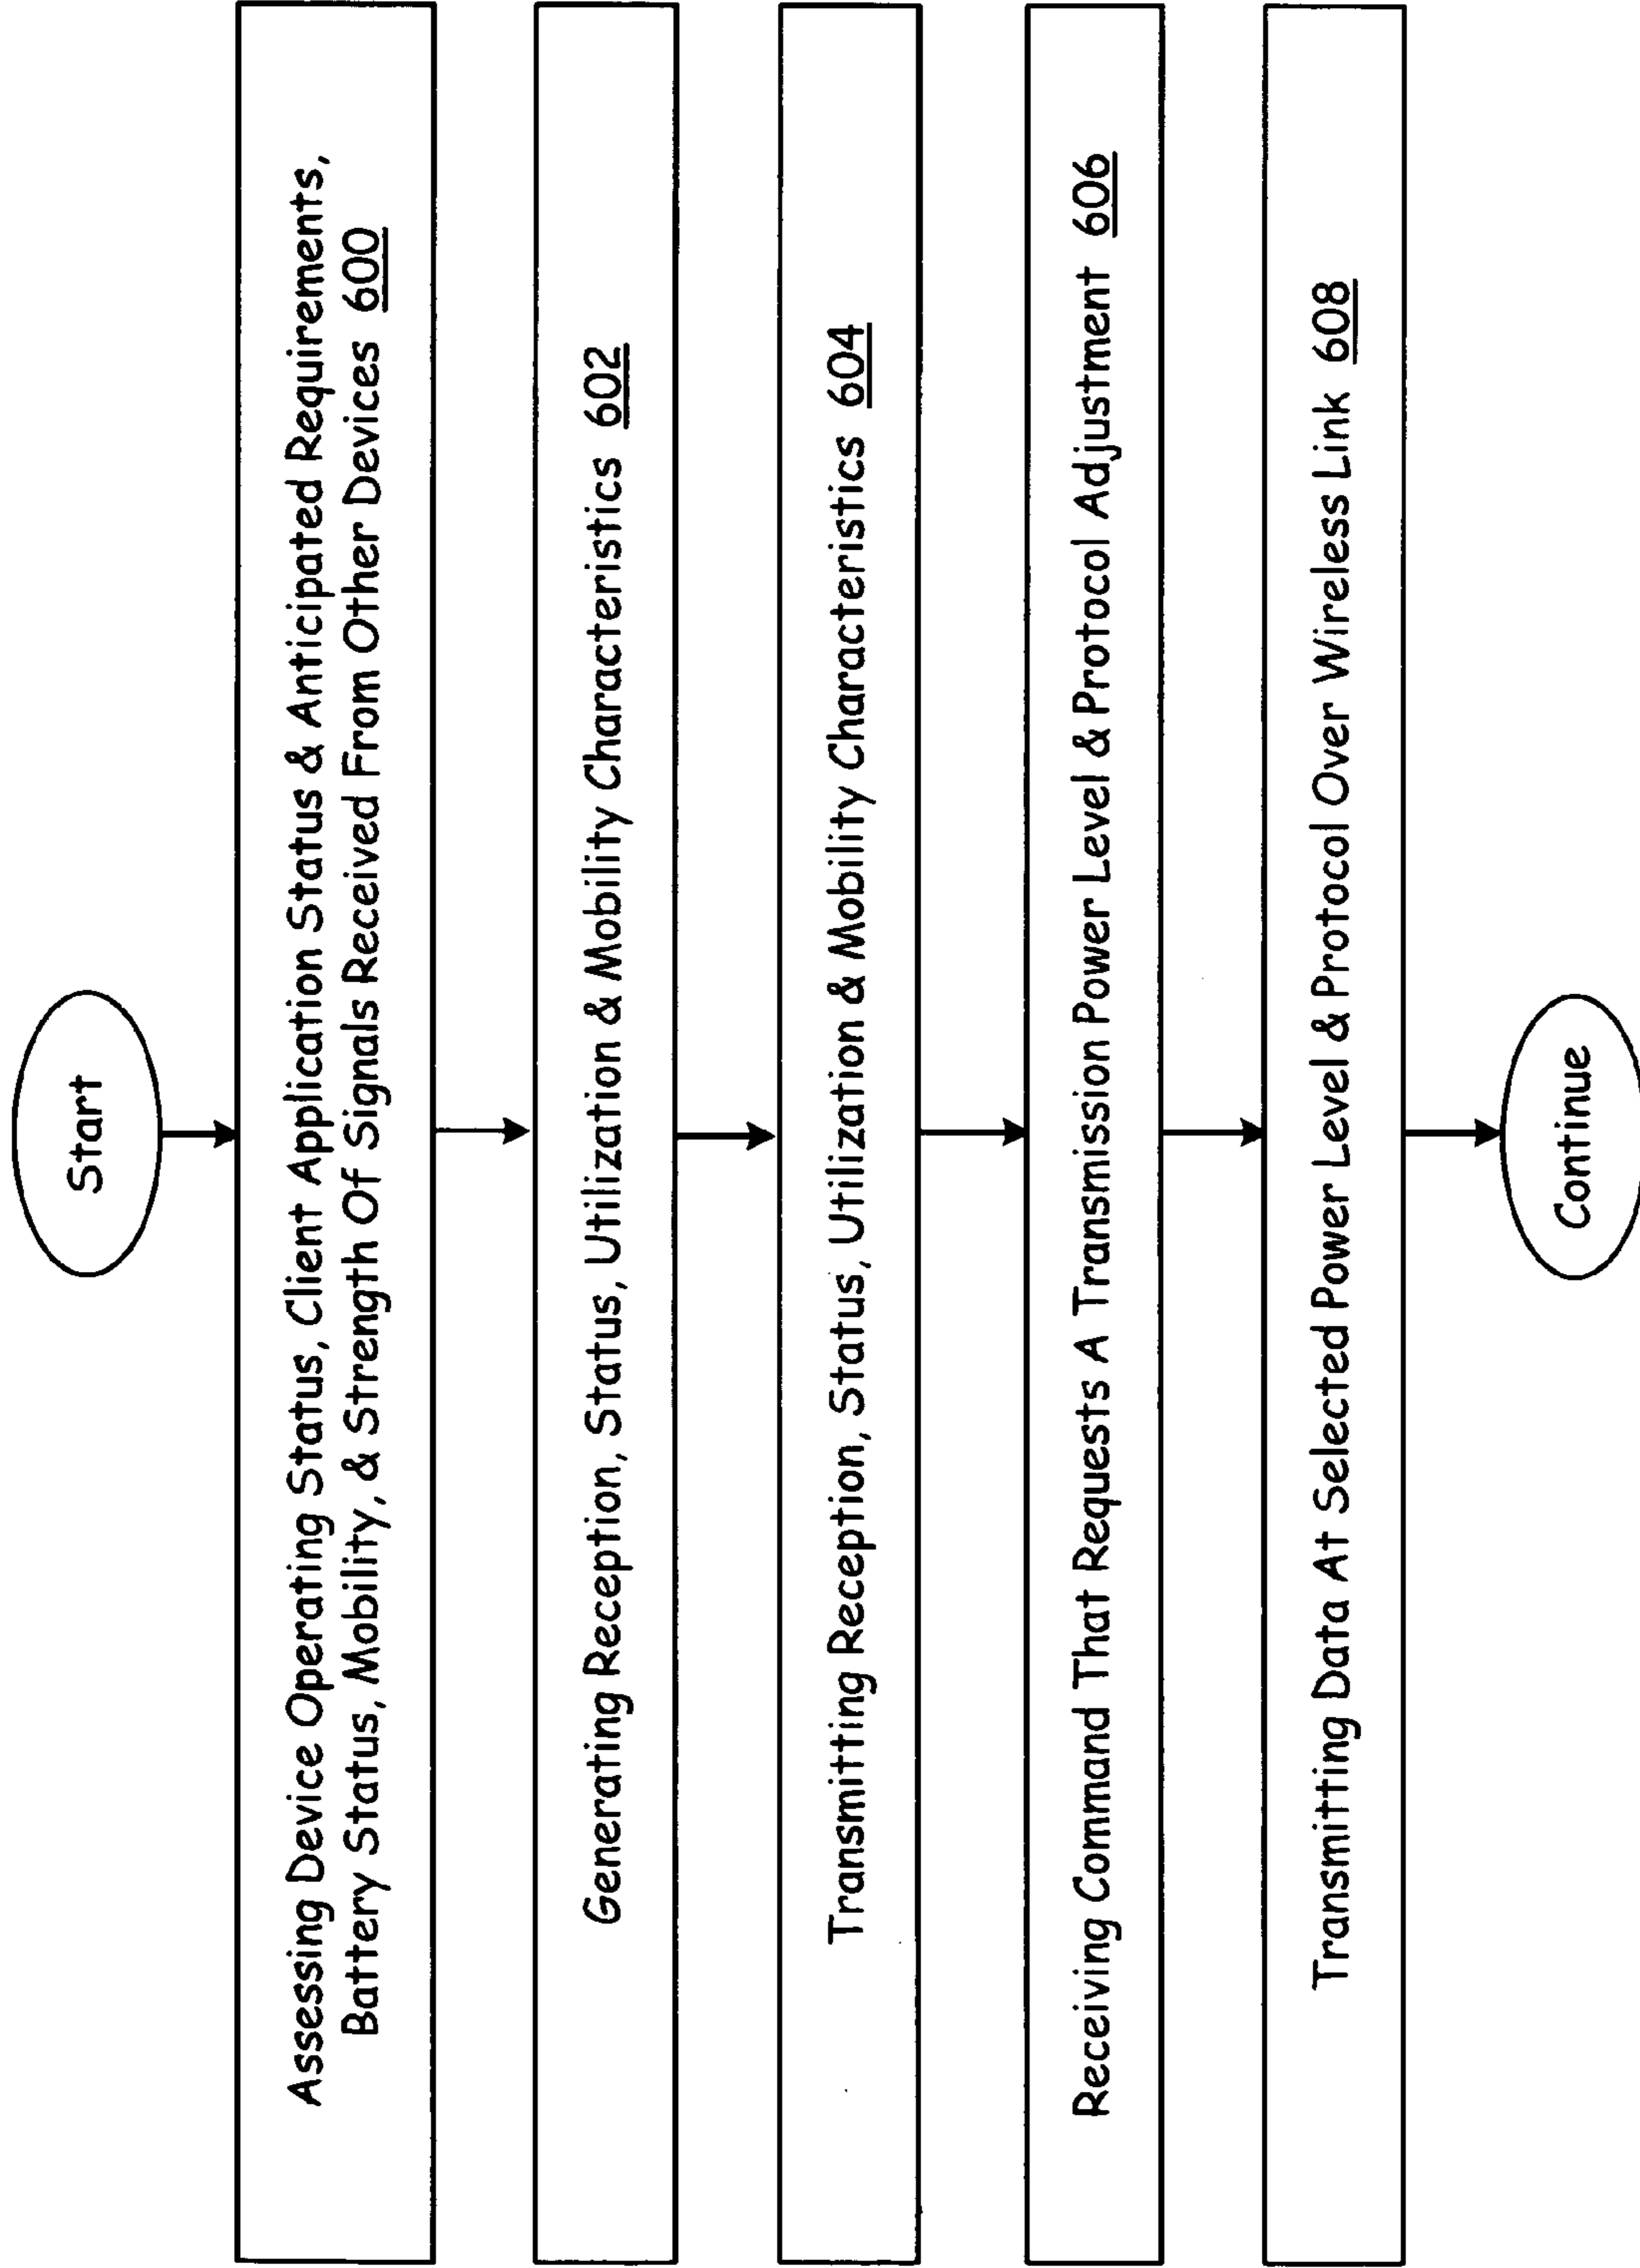 Start
Assessing Device Operating Status, Client Application Status & Anticipated Requirements,
Battery Status, Mobility, & Strength Of Signals Received From Other Devices 600
Generating Reception, Status, Utilization & Mobility Characteristics 602
Transmitting Reception, Status, Utilization & Mobility Characteristics 604
Receiving Command That Requests A Transmission Power Level & Protocol Adjustment 606
Transmitting Data At Selected Power Level & Protocol Over Wireless Link 608
Continue